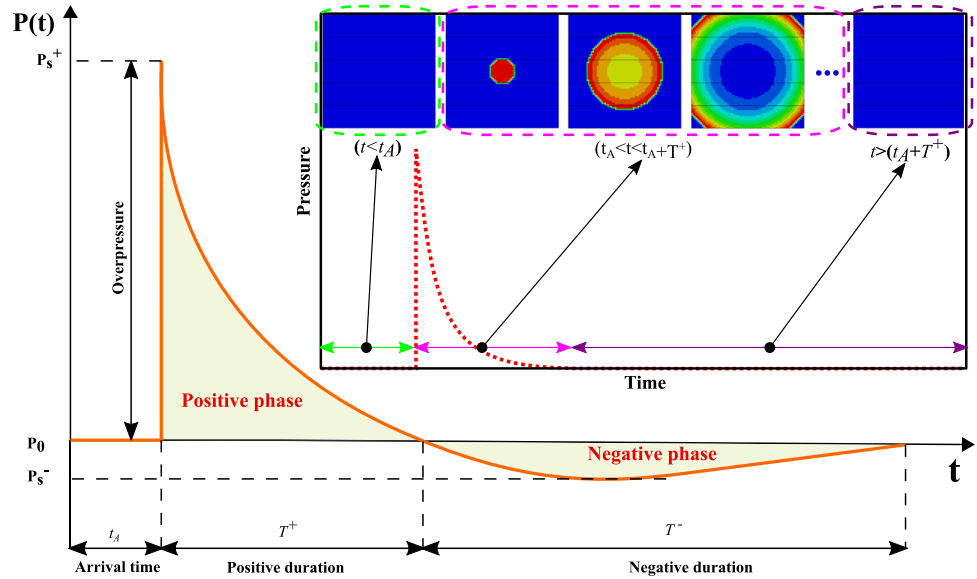 P(t)
Ps+
Overpressure
Positive phase
P0
Ps-
Negative phase
t
tA
T+
T-
Arrival time
Positive duration
Negative duration
Pressure
(t<tA)
(tA<t<tA+T+)
t>(tA+T+)
Time